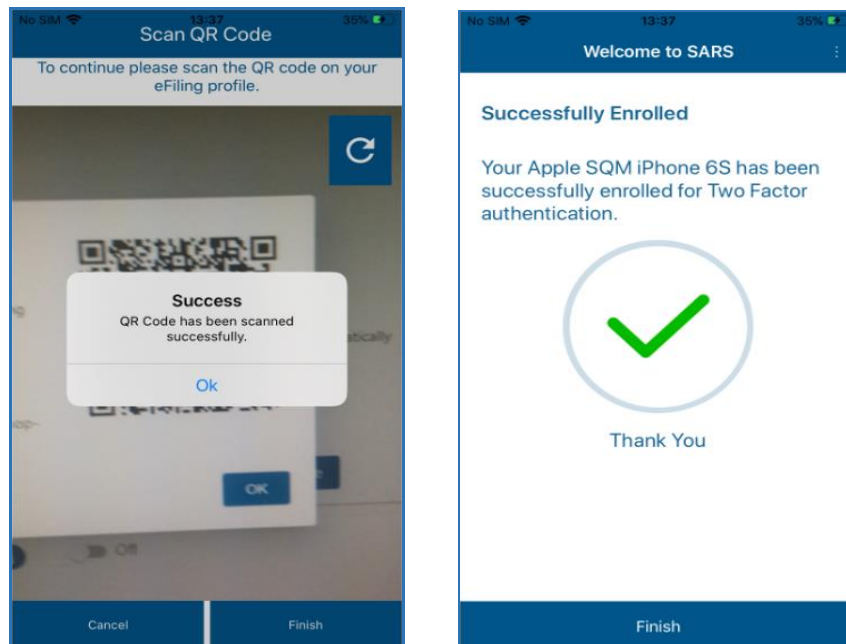 No SIM 13:37 35%
Scan QR Code
To continue please scan the QR code on your
eFiling profile.
Success
QR Code has been scanned
successfully.
Ok
atically
OK
Off
Cancel Finish
No SIM 13:37 35%
Welcome to SARS
Successfully Enrolled
Your Apple SQM iPhone 6S has been
successfully enrolled for Two Factor
authentication.
Thank You
Finish